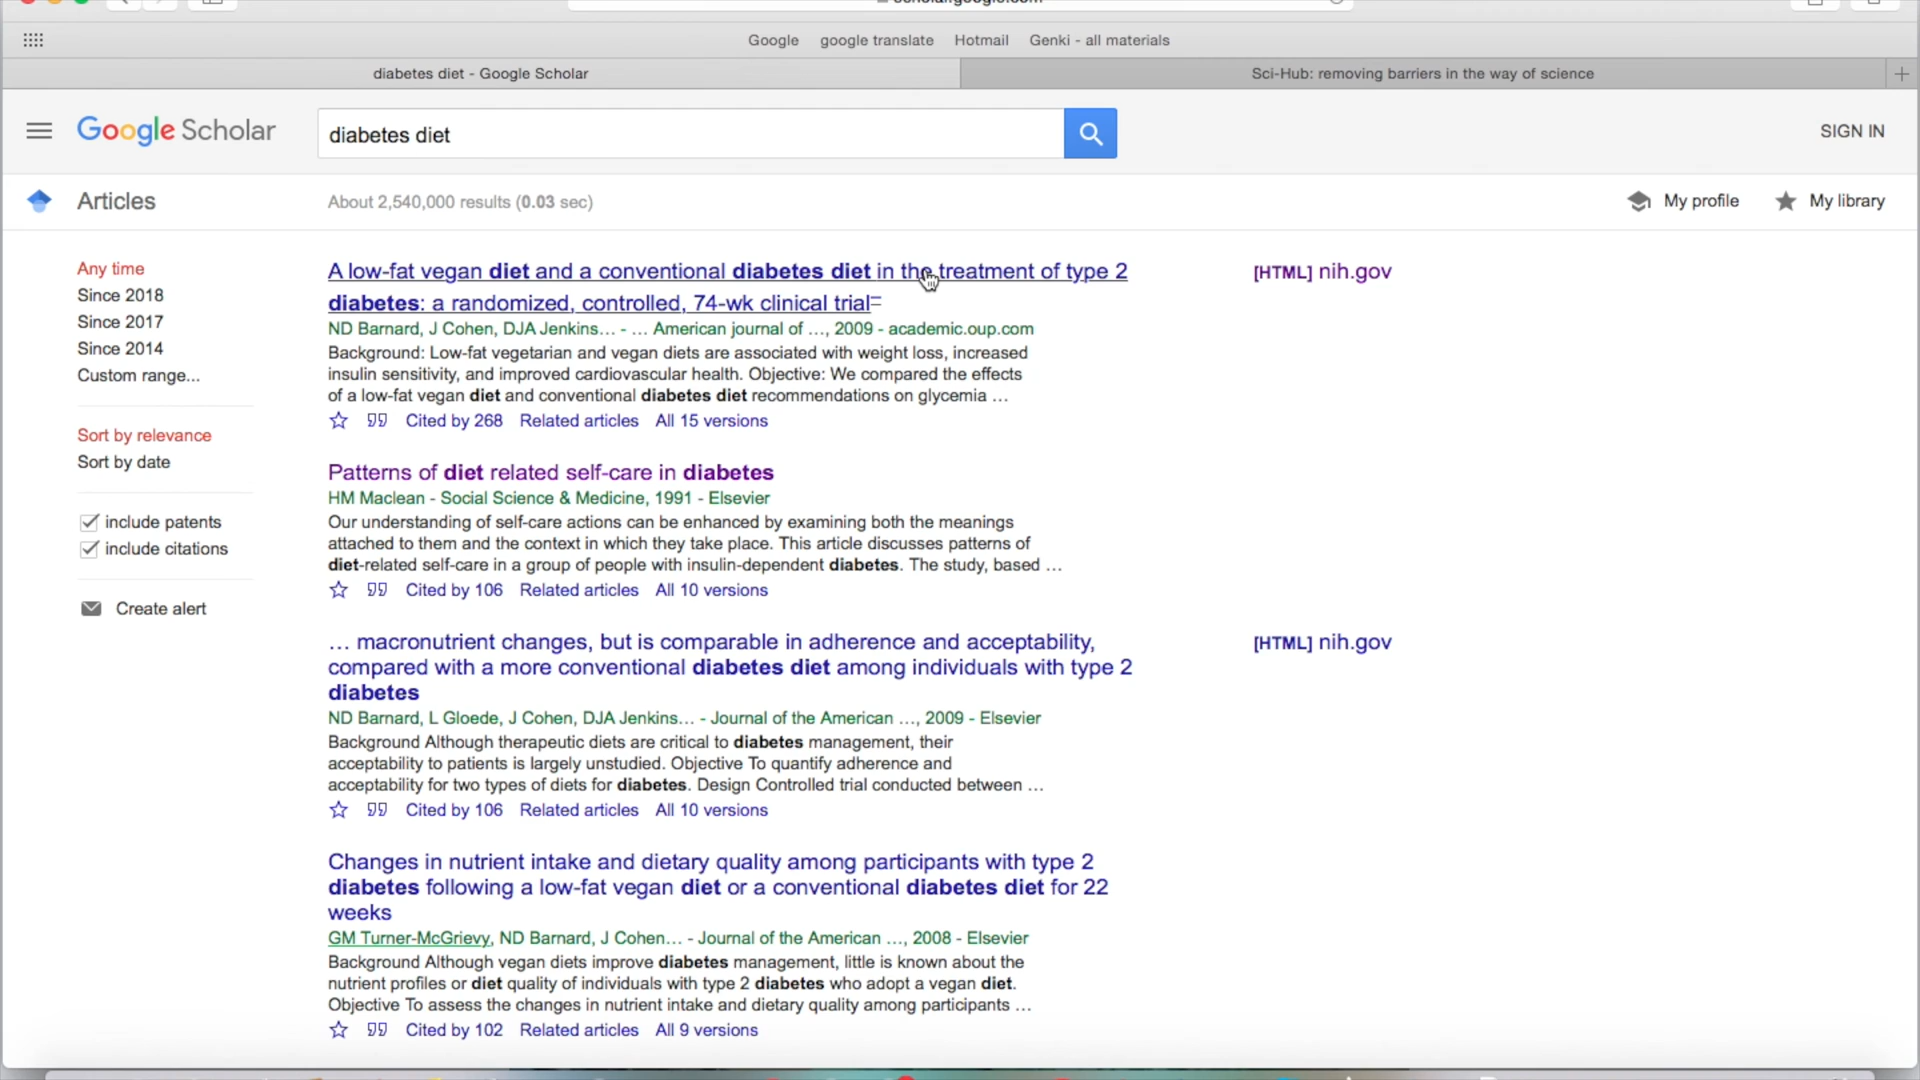 Google google translate Hotmail Genki - all materials
diabetes diet - Google Scholar Sci-Hub: removing barriers in the way of science
Google Scholar diabetes diet SIGN IN
Articles About 2,540,000 results (0.03 sec) My profile My library
Any time
Since 2018
Since 2017
Since 2014
Custom range...
Sort by relevance
Sort by date
include patents
include citations
Create alert
A low-fat vegan diet and a conventional diabetes diet in the treatment of type 2
diabetes: a randomized, controlled, 74-wk clinical trial
ND Barnard, J Cohen, DJA Jenkins… - … American journal of …, 2009 - academic.oup.com
Background: Low-fat vegetarian and vegan diets are associated with weight loss, increased
insulin sensitivity, and improved cardiovascular health. Objective: We compared the effects
of a low-fat vegan diet and conventional diabetes diet recommendations on glycemia …
Cited by 268 Related articles All 15 versions
[HTML] nih.gov
Patterns of diet related self-care in diabetes
HM Maclean - Social Science & Medicine, 1991 - Elsevier
Our understanding of self-care actions can be enhanced by examining both the meanings
attached to them and the context in which they take place. This article discusses patterns of
diet-related self-care in a group of people with insulin-dependent diabetes. The study, based …
Cited by 106 Related articles All 10 versions
… macronutrient changes, but is comparable in adherence and acceptability,
compared with a more conventional diabetes diet among individuals with type 2
diabetes
ND Barnard, L Gloede, J Cohen, DJA Jenkins… - Journal of the American …, 2009 - Elsevier
Background Although therapeutic diets are critical to diabetes management, their
acceptability to patients is largely unstudied. Objective To quantify adherence and
acceptability for two types of diets for diabetes. Design Controlled trial conducted between …
Cited by 106 Related articles All 10 versions
[HTML] nih.gov
Changes in nutrient intake and dietary quality among participants with type 2
diabetes following a low-fat vegan diet or a conventional diabetes diet for 22
weeks
GM Turner-McGrievy, ND Barnard, J Cohen… - Journal of the American …, 2008 - Elsevier
Background Although vegan diets improve diabetes management, little is known about the
nutrient profiles or diet quality of individuals with type 2 diabetes who adopt a vegan diet.
Objective To assess the changes in nutrient intake and dietary quality among participants …
Cited by 102 Related articles All 9 versions